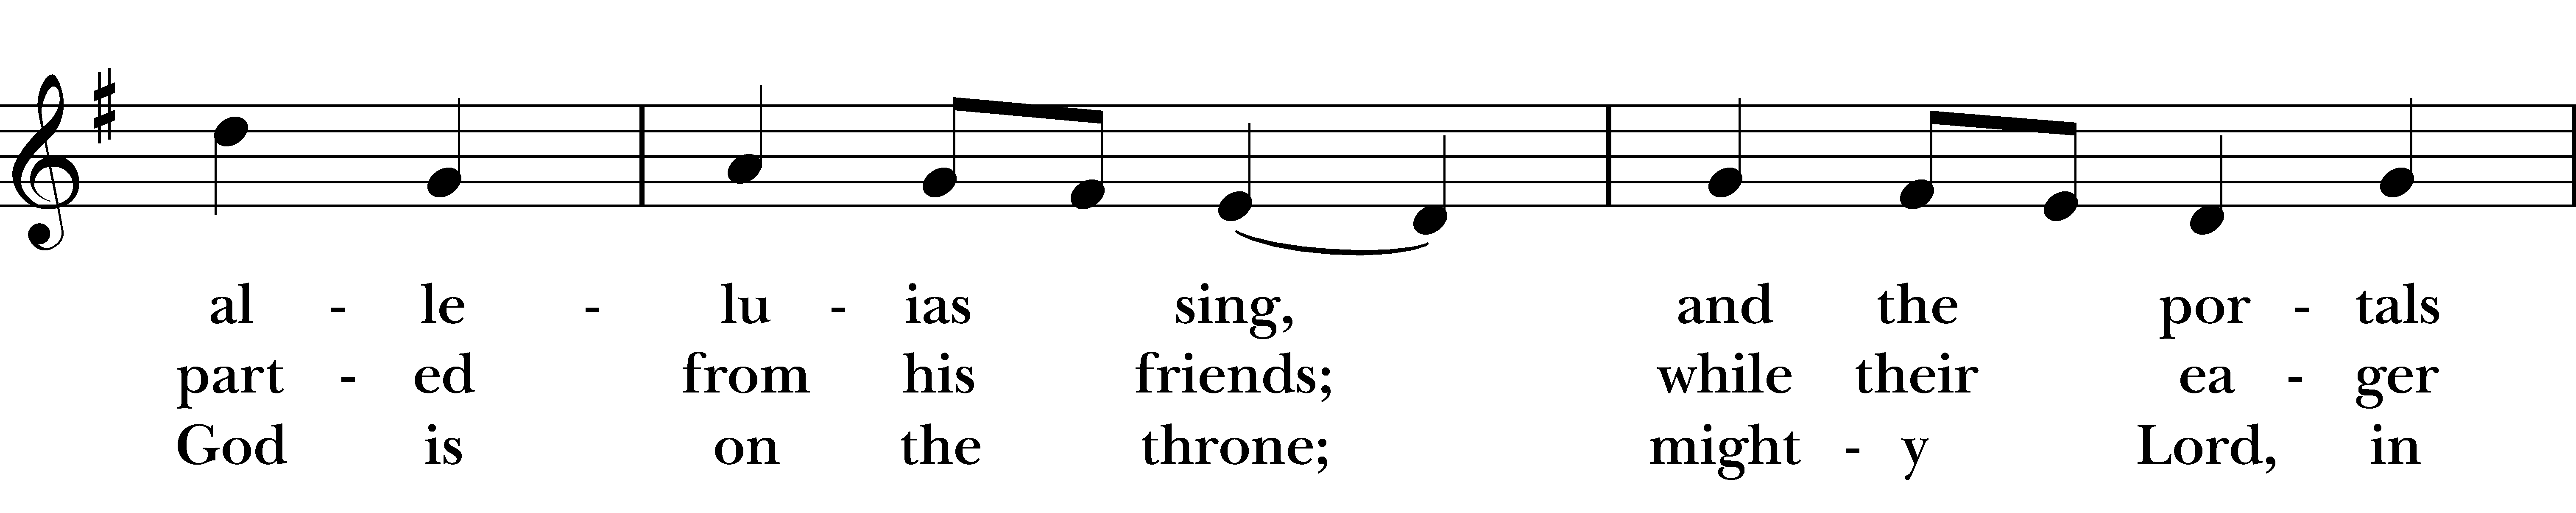 al - le - lu - ias sing, and the por - tals
part - ed from his friends; while their ea - ger
God is on the throne; might - y Lord, in